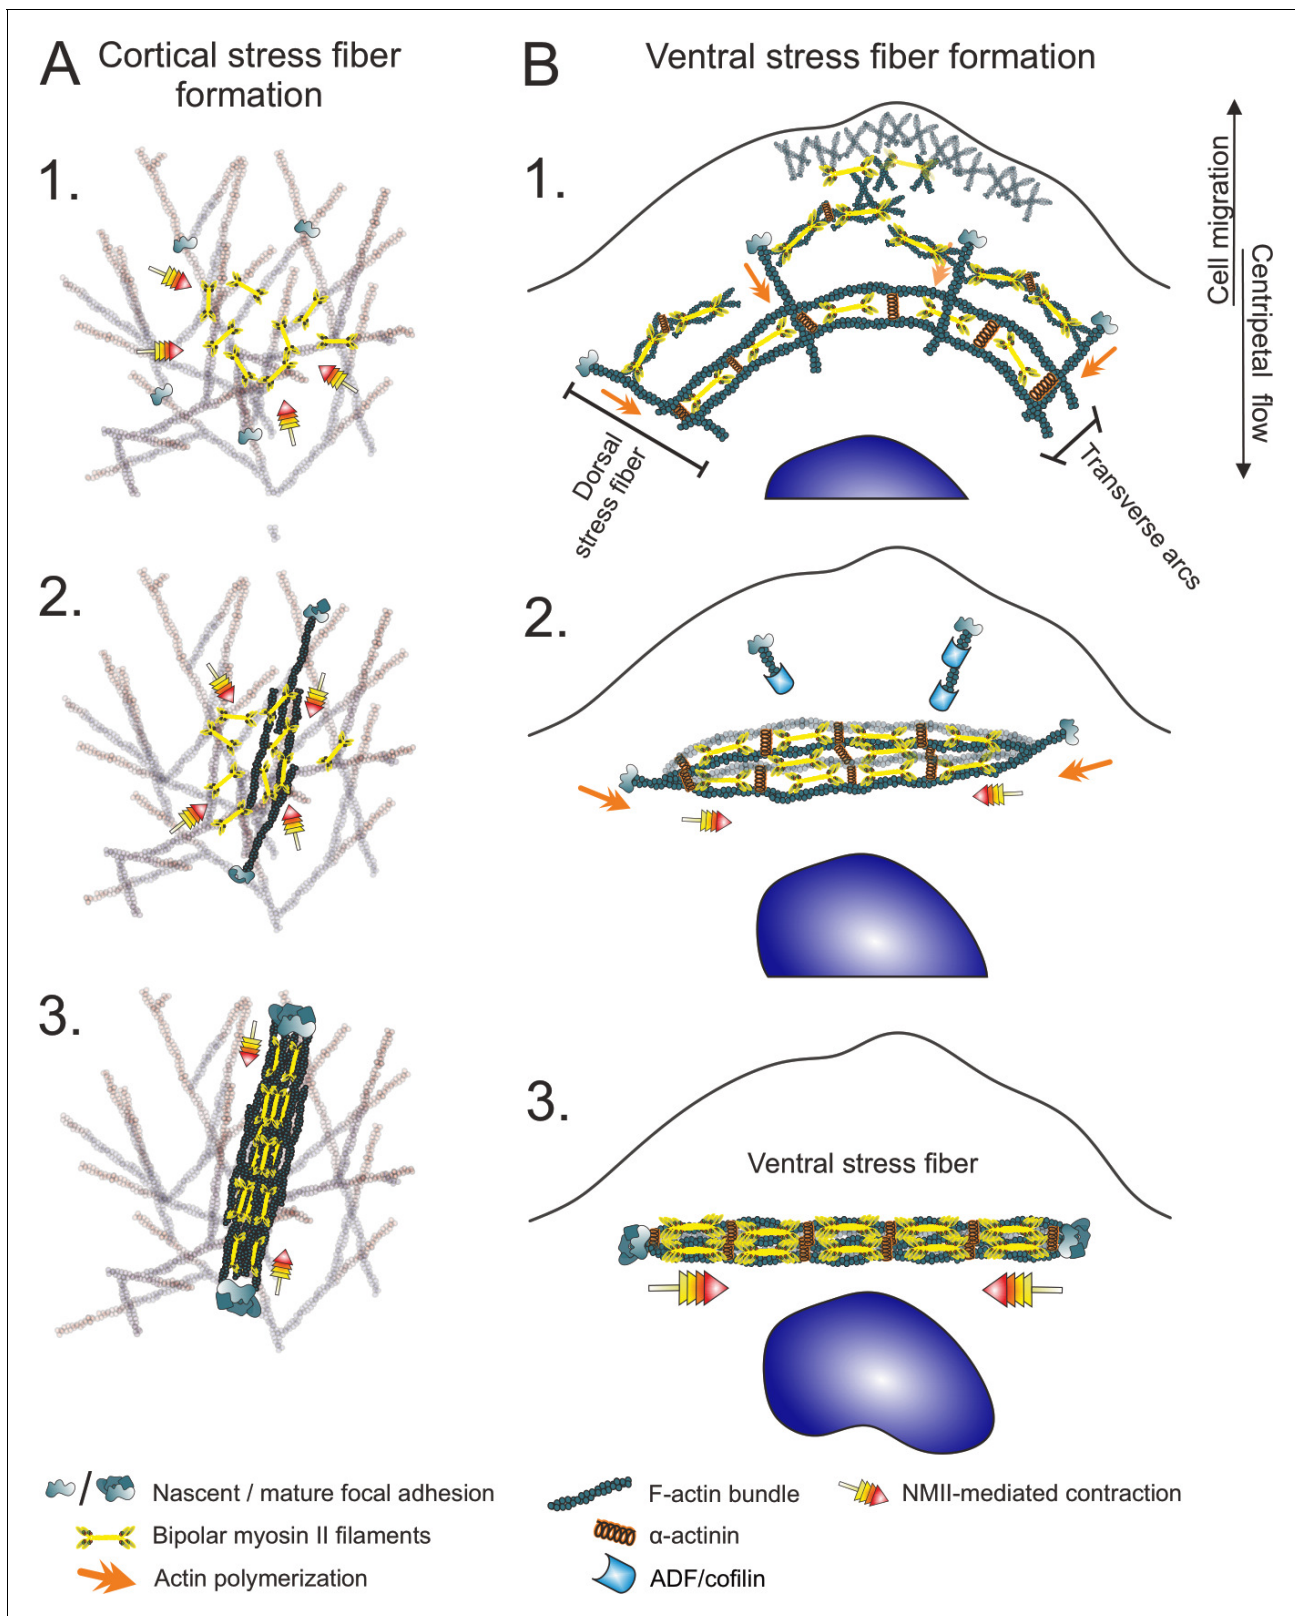 A
Cortical stress fiber
formation
1.
2.
3.
B
Ventral stress fiber formation
1.
Cell migration
Centripetal flow
Dorsal
stress fiber
Transverse arcs
2.
3.
Ventral stress fiber
/
Nascent / mature focal adhesion
F-actin bundle
NMII-mediated contraction
Bipolar myosin II filaments
α-actinin
Actin polymerization
ADF/cofilin